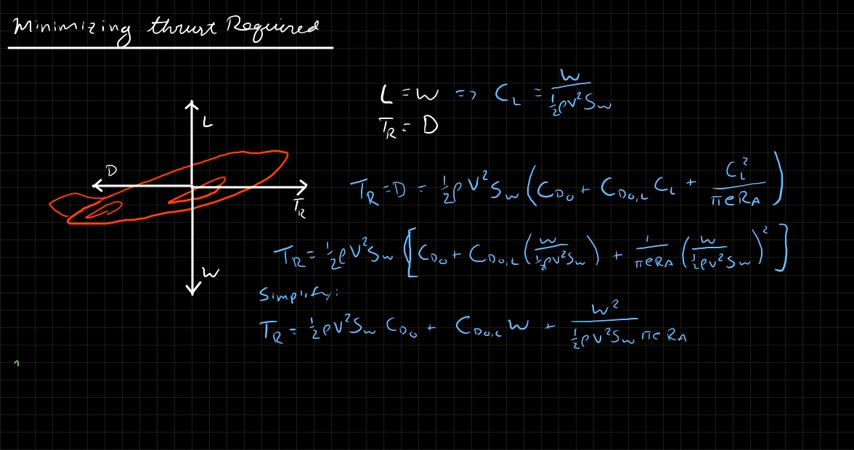 Minimizing thrust Required
L = W => C_L = W / (½ρV²S_W)
T_R = D
L
D
T_R
W
T_R = D = ½ρV²S_W (C_D0 + C_D0,L C_L + C_L² / (πeR_A))
T_R = ½ρV²S_W [C_D0 + C_D0,L (W / (½ρV²S_W)) + 1/(πeR_A) (W / (½ρV²S_W))²]
Simplify:
T_R = ½ρV²S_W C_D0 + C_D0,L W + W² / (½ρV²S_W πeR_A)